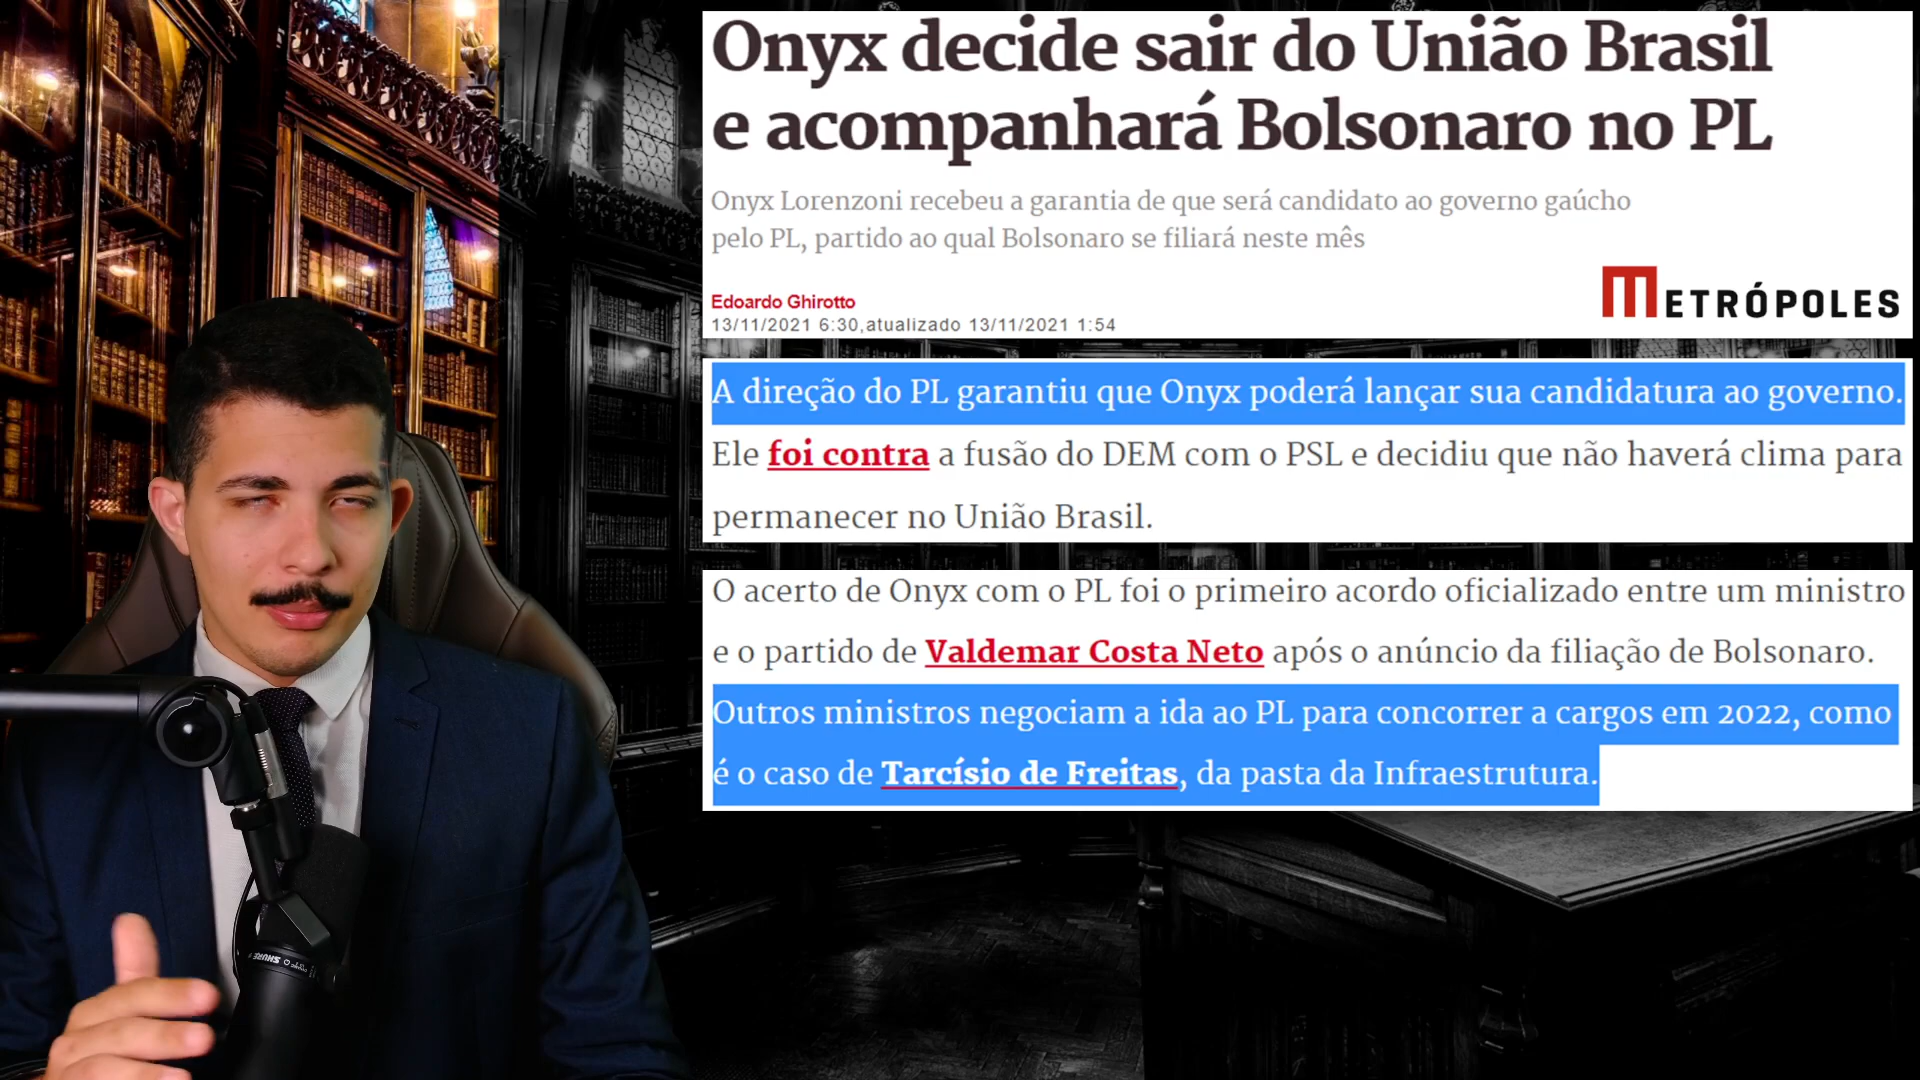 Onyx decide sair do União Brasil
e acompanhará Bolsonaro no PL
Onyx Lorenzoni recebeu a garantia de que será candidato ao governo gaúcho
pelo PL, partido ao qual Bolsonaro se filiará neste mês
Edoardo Ghirotto
13/11/2021 6:30,atualizado 13/11/2021 1:54
METRÓPOLES
A direção do PL garantiu que Onyx poderá lançar sua candidatura ao governo.
Ele foi contra a fusão do DEM com o PSL e decidiu que não haverá clima para
permanecer no União Brasil.
O acerto de Onyx com o PL foi o primeiro acordo oficializado entre um ministro
e o partido de Valdemar Costa Neto após o anúncio da filiação de Bolsonaro.
Outros ministros negociam a ida ao PL para concorrer a cargos em 2022, como
é o caso de Tarcísio de Freitas, da pasta da Infraestrutura.
SHURE